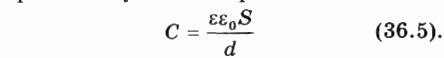 C = εε₀S / d (36.5).